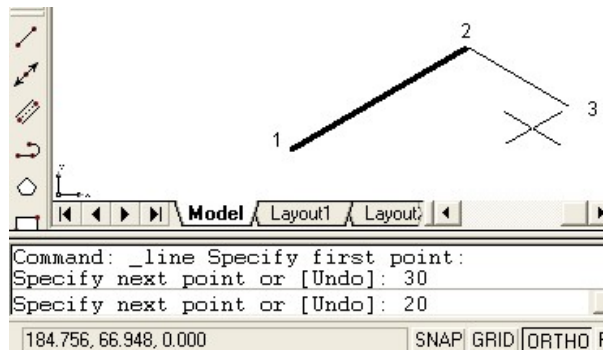 2
3
1
Model Layout1 Layout
Command: _line Specify first point:
Specify next point or [Undo]: 30
Specify next point or [Undo]: 20
184.756, 66.948, 0.000 SNAP GRID ORTHO